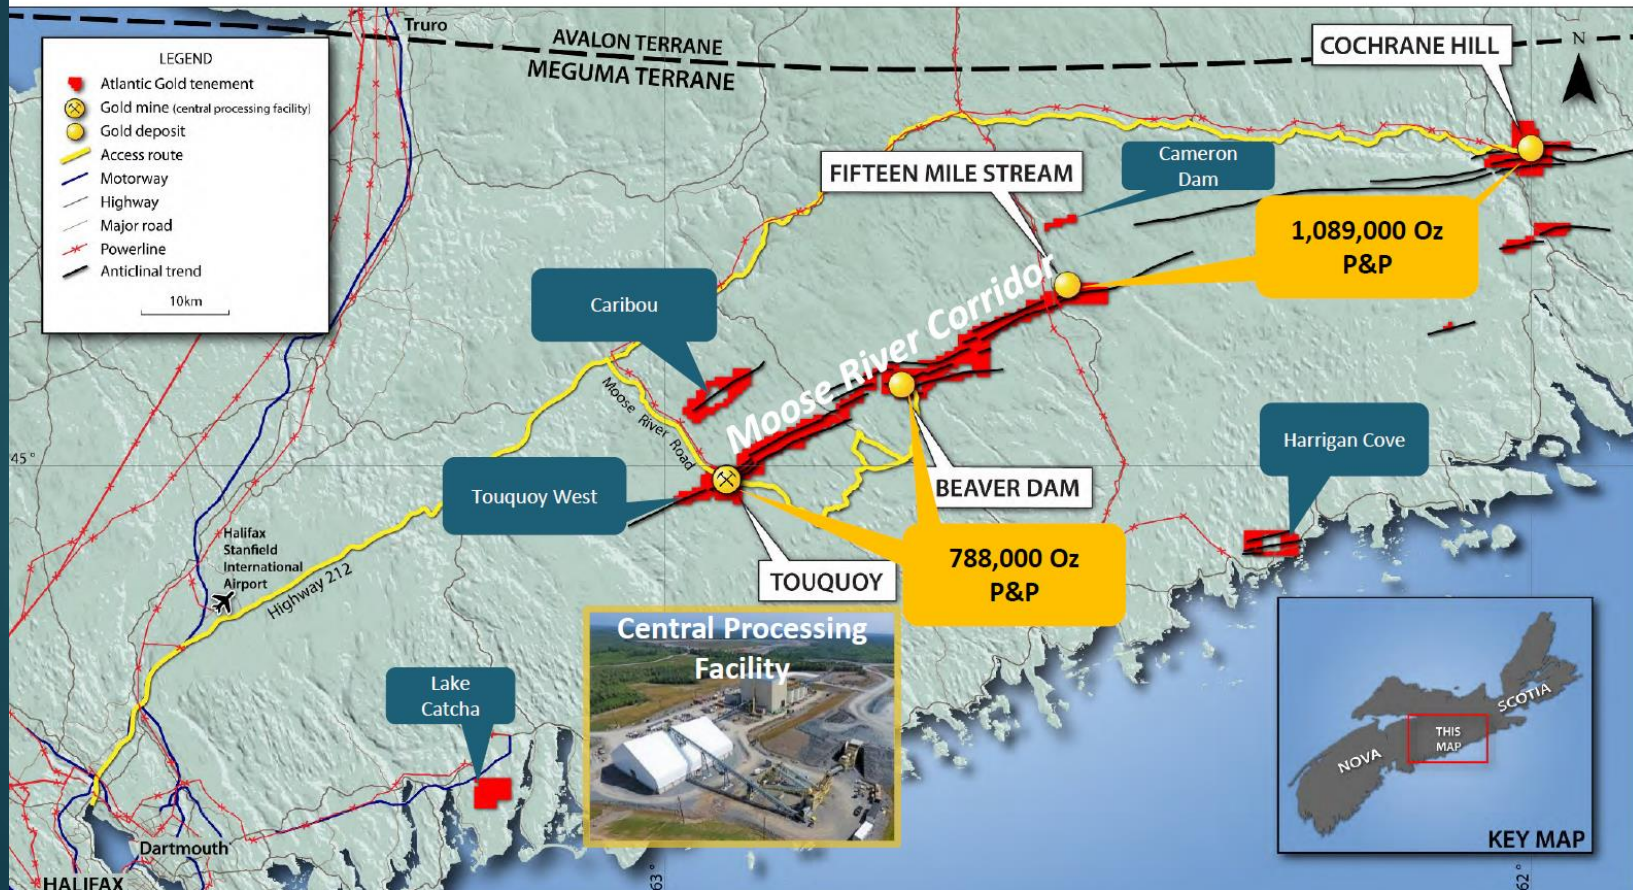 Truro
AVALON TERRANE
MEGUMA TERRANE
LEGEND
Atlantic Gold tenement
Gold mine (central processing facility)
Gold deposit
Access route
Motorway
Highway
Major road
Powerline
Anticlinal trend
10km
COCHRANE HILL
N
FIFTEEN MILE STREAM
Cameron
Dam
1,089,000 Oz
P&P
Caribou
Moose River Corridor
Moose River Road
45°
Touquoy West
BEAVER DAM
Harrigan Cove
Halifax
Stanfield
International
Airport
Highway 212
TOUQUOY
788,000 Oz
P&P
Central Processing
Facility
Lake
Catcha
NOVA
SCOTIA
THIS
MAP
KEY MAP
Dartmouth
HALIFAX
63°
62°